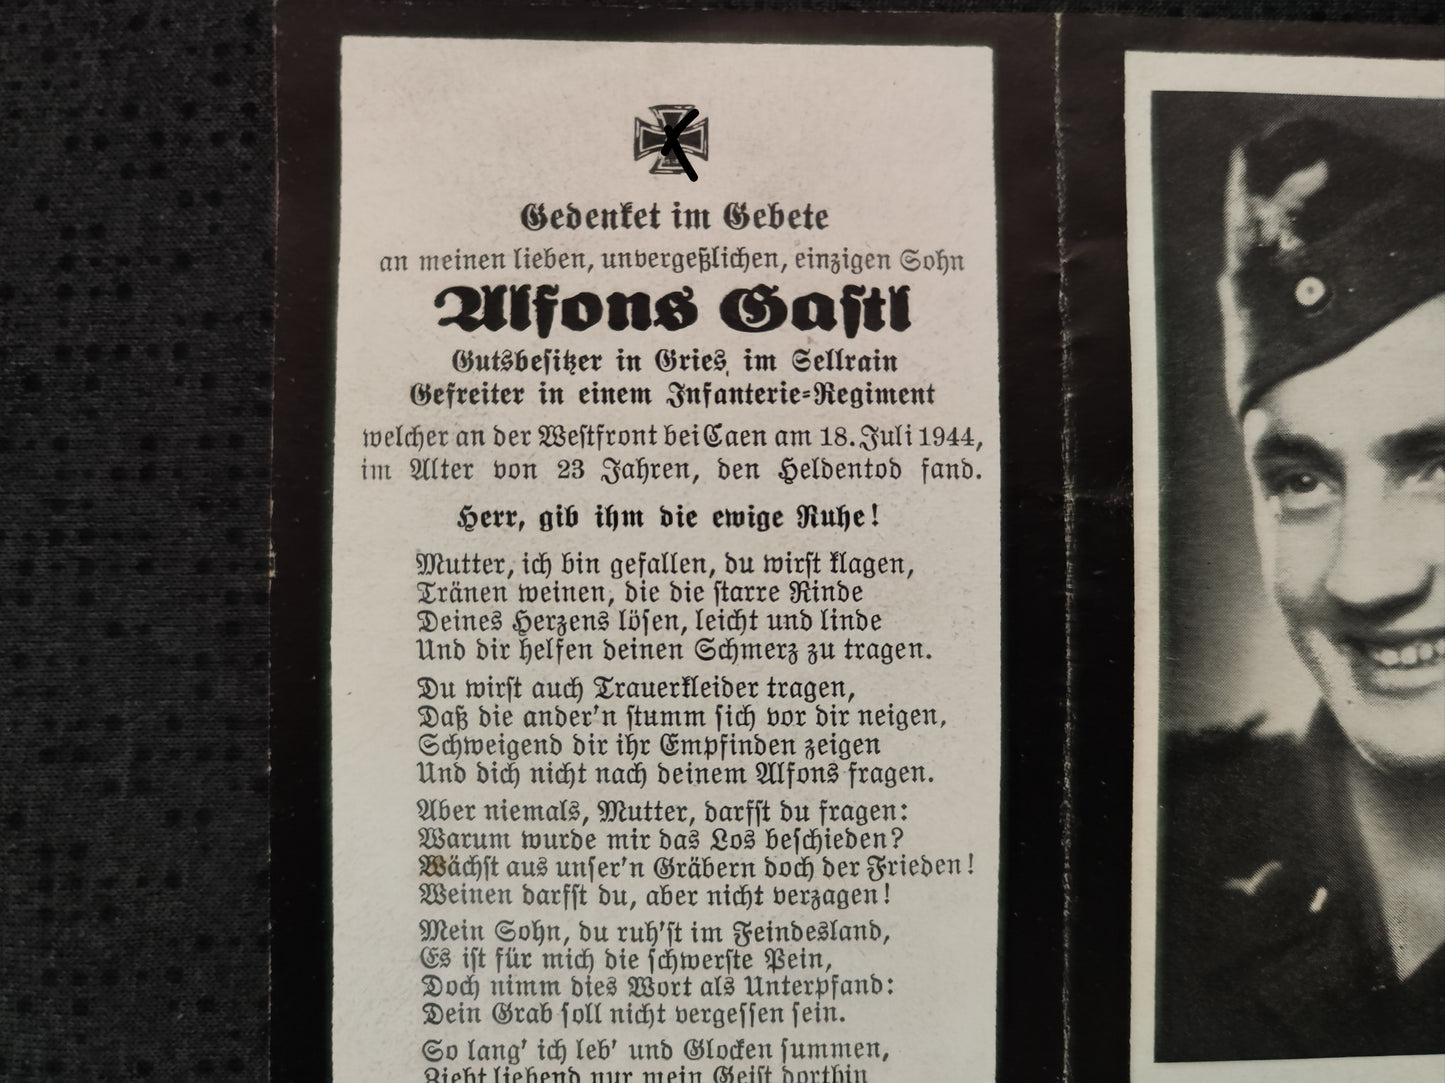 Gedenket im Gebete
an meinen lieben, unvergeßlichen, einzigen Sohn
Alfons Gastl
Gutsbesitzer in Gries im Sellrain
Gefreiter in einem Infanterie-Regiment
welcher an der Westfront bei Caen am 18. Juli 1944,
im Alter von 23 Jahren, den Heldentod fand.
Herr, gib ihm die ewige Ruhe!
Mutter, ich bin gefallen, du wirst klagen,
Tränen weinen, die die starre Rinde
Deines Herzens lösen, leicht und linde
Und dir helfen deinen Schmerz zu tragen.
Du wirst auch Trauerkleider tragen,
Daß die ander'n stumm sich vor dir neigen,
Schweigend dir ihr Empfinden zeigen
Und dich nicht nach deinem Alfons fragen.
Aber niemals, Mutter, darfst du fragen:
Warum wurde mir das Los beschieden?
Wächst aus unser'n Gräbern doch der Frieden!
Weinen darfst du, aber nicht verzagen!
Mein Sohn, du ruh'st im Feindesland,
Es ist für mich die schwerste Pein,
Doch nimm dies Wort als Unterpfand:
Dein Grab soll nicht vergessen sein.
So lang' ich leb' und Glocken summen,
Zieht liebend nur mein Geist dorthin